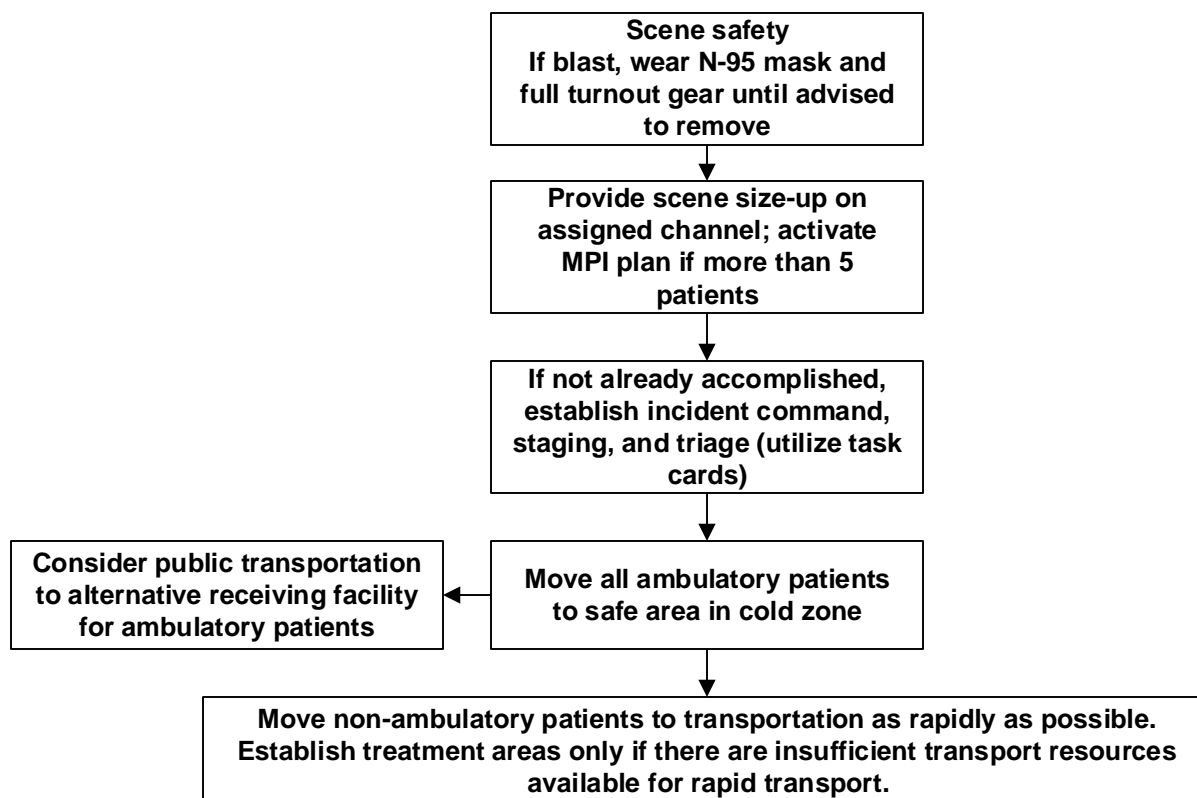 Scene safety
If blast, wear N-95 mask and
full turnout gear until advised
to remove
Provide scene size-up on
assigned channel; activate
MPI plan if more than 5
patients
If not already accomplished,
establish incident command,
staging, and triage (utilize task
cards)
Consider public transportation
to alternative receiving facility
for ambulatory patients
Move all ambulatory patients
to safe area in cold zone
Move non-ambulatory patients to transportation as rapidly as possible.
Establish treatment areas only if there are insufficient transport resources
available for rapid transport.